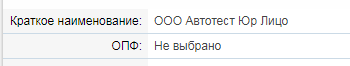 Краткое наименование: ООО Автотест Юр Лицо
ОПФ: Не выбрано